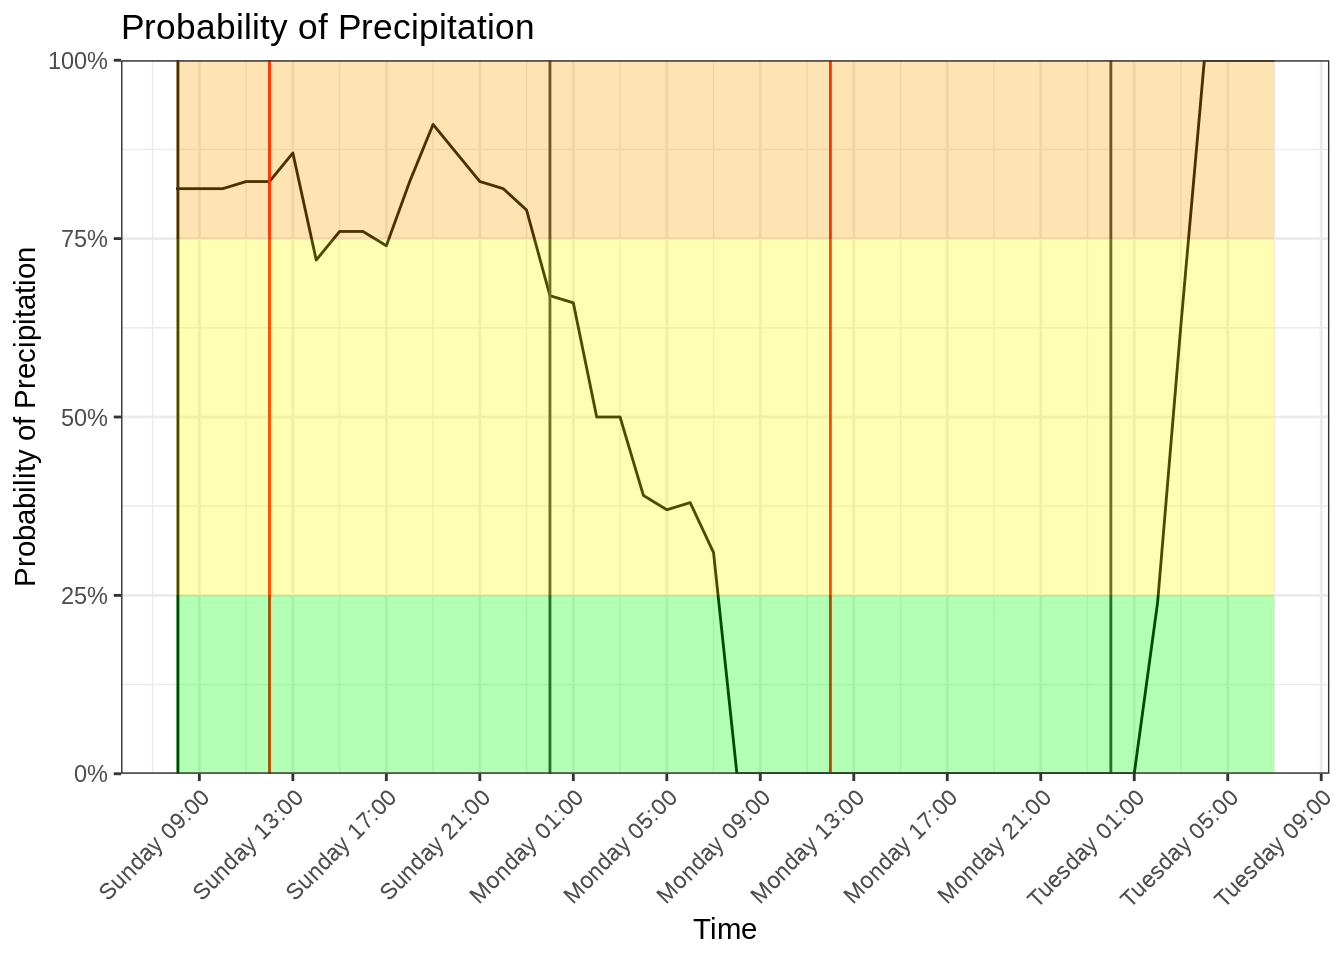 Probability of Precipitation
Probability of Precipitation
100%
75%
50%
25%
0%
Sunday 09:00
Sunday 13:00
Sunday 17:00
Sunday 21:00
Monday 01:00
Monday 05:00
Monday 09:00
Monday 13:00
Monday 17:00
Monday 21:00
Tuesday 01:00
Tuesday 05:00
Tuesday 09:00
Time